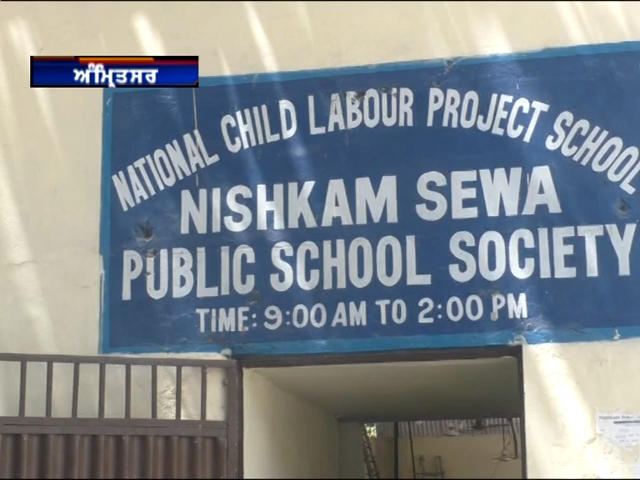 ਅੰਮ੍ਰਿਤਸਰ
NATIONAL CHILD LABOUR PROJECT SCHOOL
NISHKAM SEWA
PUBLIC SCHOOL SOCIETY
TIME: 9:00 AM TO 2:00 PM